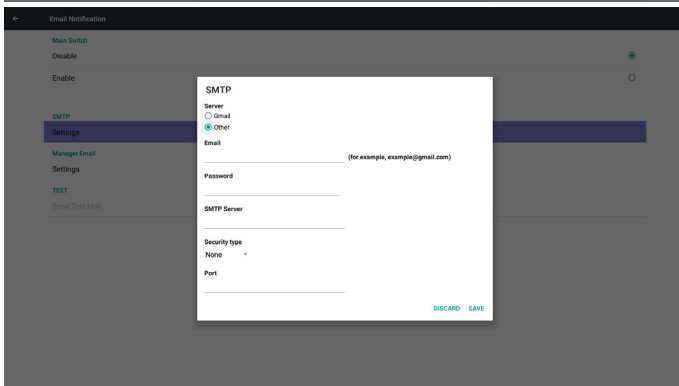 Email Notification
Main Switch
Disable
Enable
SMTP
Settings
Manager Email
Settings
TEST
Send Test Mail
SMTP
Server
Gmail
Other
Email
(for example, example@gmail.com)
Password
SMTP Server
Security type
None
Port
DISCARD SAVE